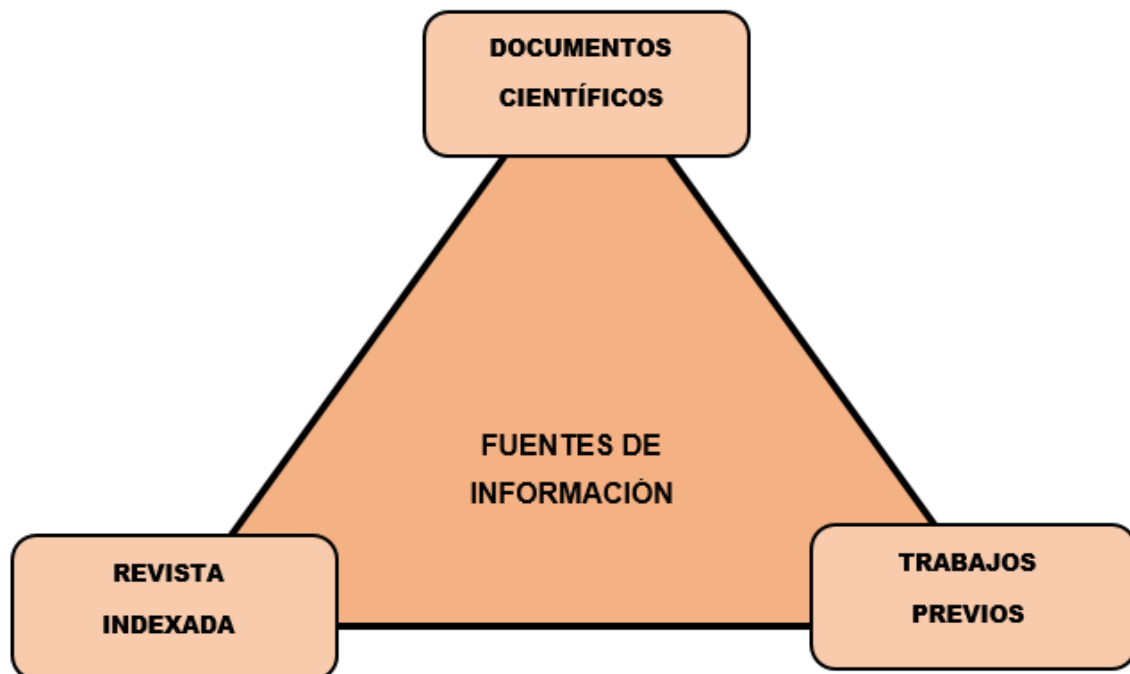 DOCUMENTOS
CIENTÍFICOS
FUENTES DE
INFORMACIÓN
REVISTA
INDEXADA
TRABAJOS
PREVIOS